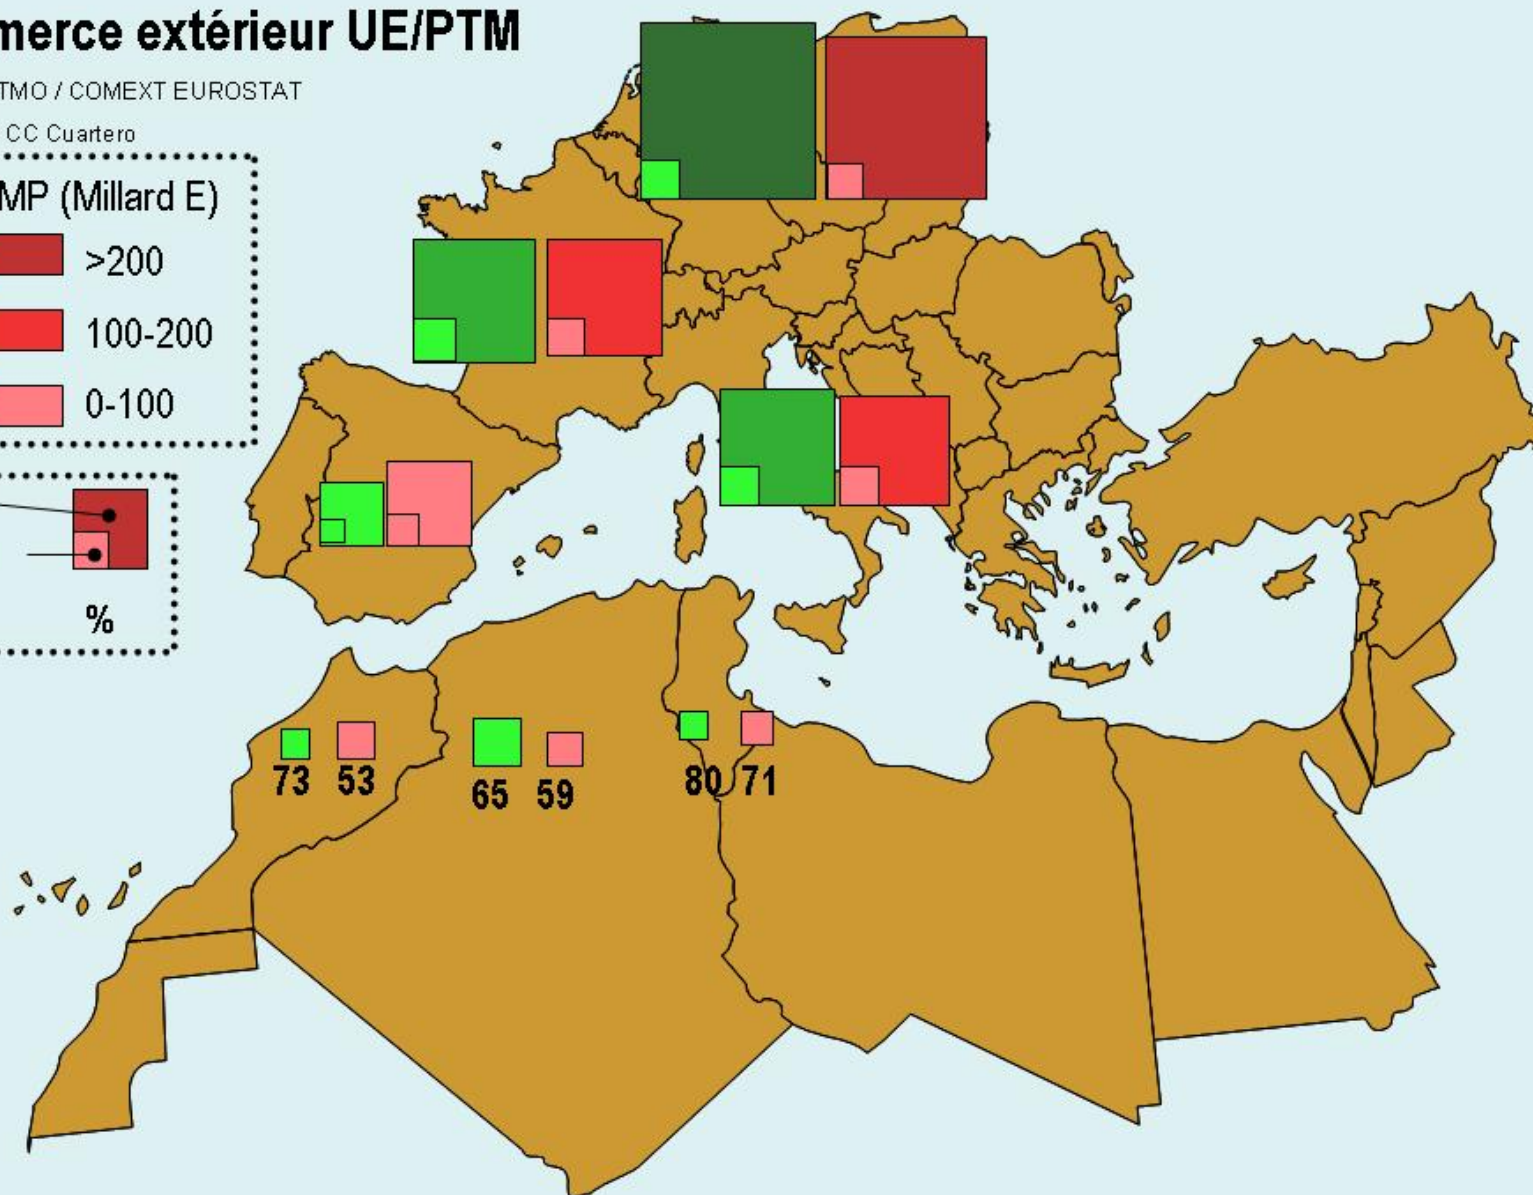 merce extérieur UE/PTM
TMO / COMEXT EUROSTAT
CC Cuartero
MP (Millard E)
>200
100-200
0-100
%
73 53
65 59
80 71